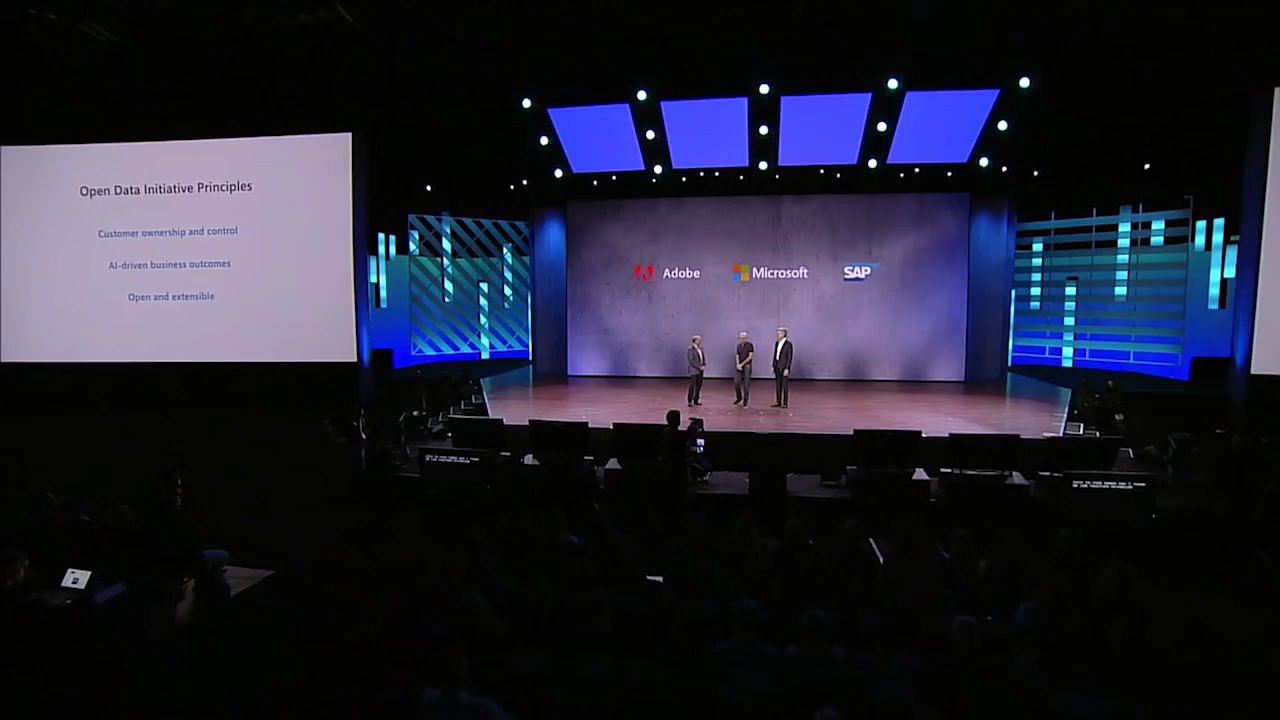 Open Data Initiative Principles
Customer ownership and control
AI-driven business outcomes
Open and extensible
Adobe
Microsoft
SAP